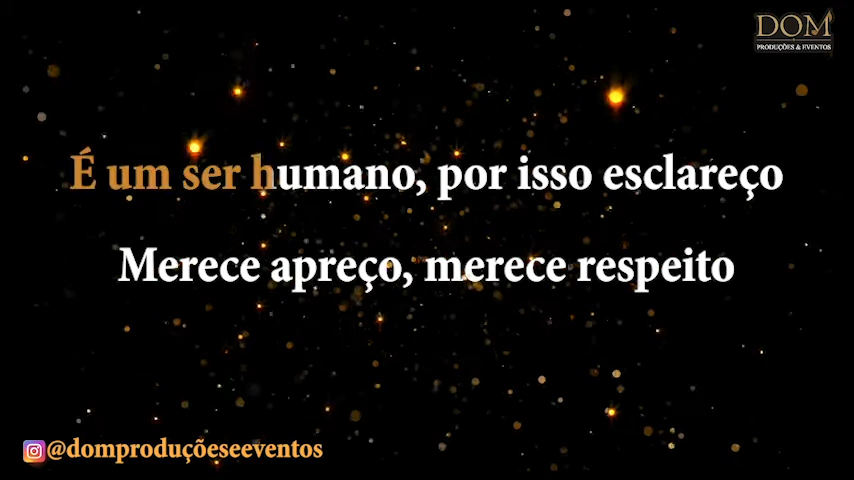 DOM
PRODUÇÕES & EVENTOS
É um ser humano, por isso esclareço
Merece apreço, merece respeito
@domproduçõeseeventos